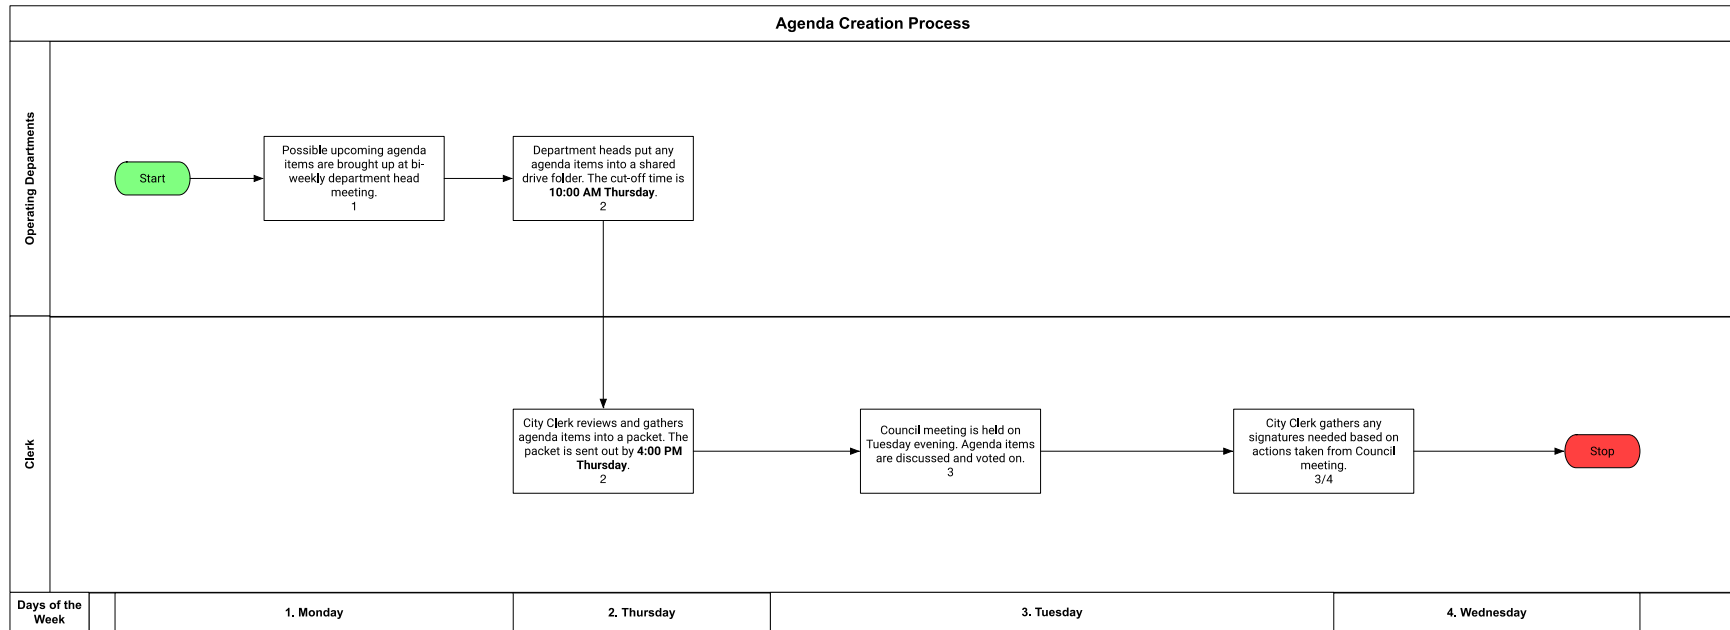 Agenda Creation Process
Operating Departments
Start
Possible upcoming agenda
items are brought up at bi-
weekly department head
meeting.
1
Department heads put any
agenda items into a shared
drive folder. The cut-off time is
10:00 AM Thursday.
2
Clerk
City Clerk reviews and gathers
agenda items into a packet. The
packet is sent out by 4:00 PM
Thursday.
2
Council meeting is held on
Tuesday evening. Agenda items
are discussed and voted on.
3
City Clerk gathers any
signatures needed based on
actions taken from Council
meeting.
3/4
Stop
Days of the
Week
1. Monday
2. Thursday
3. Tuesday
4. Wednesday